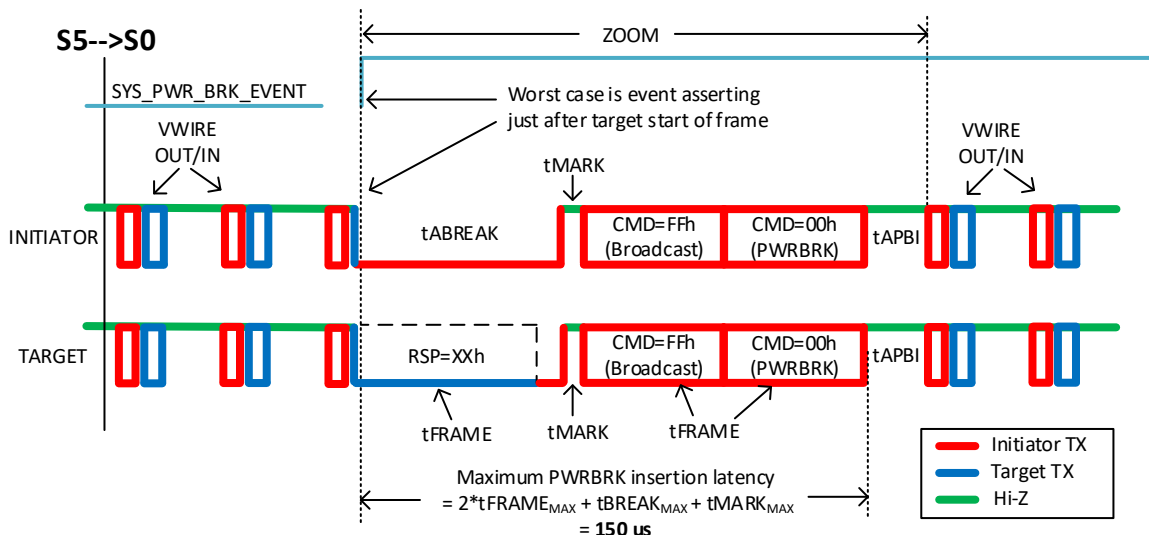 S5-->S0
ZOOM
SYS_PWR_BRK_EVENT
Worst case is event asserting
just after target start of frame
VWIRE
OUT/IN
tMARK
VWIRE
OUT/IN
INITIATOR
tABREAK
CMD=FFh
(Broadcast)
CMD=00h
(PWRBRK)
tAPBI
TARGET
RSP=XXh
CMD=FFh
(Broadcast)
CMD=00h
(PWRBRK)
tAPBI
tFRAME
tMARK
tFRAME
Maximum PWRBRK insertion latency
= 2*tFRAMEMAX + tBREAKMAX + tMARKMAX
= 150 us
Initiator TX
Target TX
Hi-Z